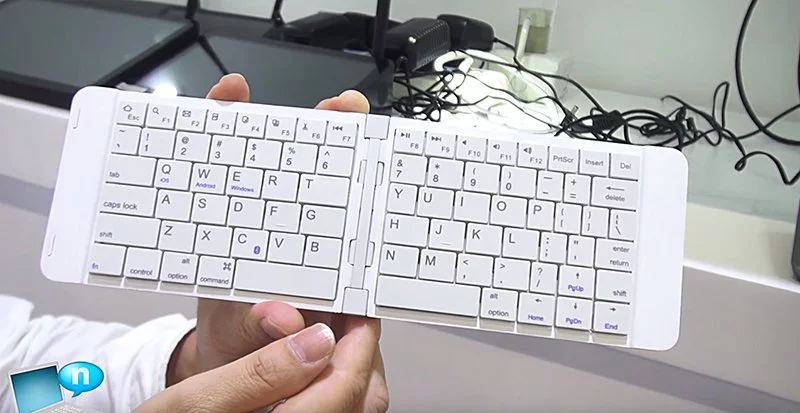 Esc F1 F2 F3 F4 F5 F6 F7
~ ! @ # $ % ^
` 1 2 3 4 5 6
tab Q W E R T
iOS Android Windows
caps lock A S D F G
shift Z X C V B
fn control alt option ⌘ command
F8 F9 F10 F11 F12 PrtScr Insert Del
& * ( ) _ +
7 8 9 0 - = delete
Y U I O P { [ } ] | \
H J K L : ; " ' enter return
N M < , > . ? / PgUp shift
alt option Home PgDn End
n